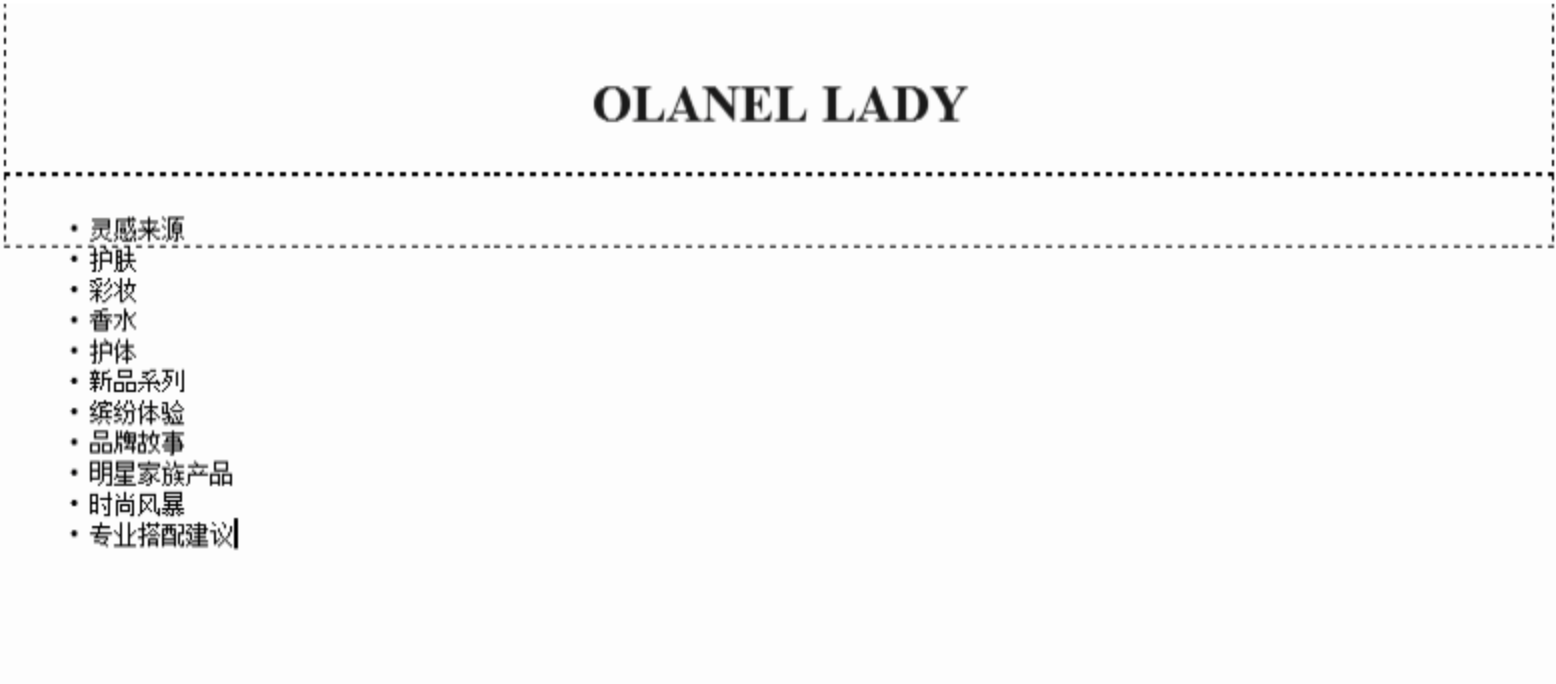 OLANEL LADY
• 灵感来源
• 护肤
• 彩妆
• 香水
• 护体
• 新品系列
• 缤纷体验
• 品牌故事
• 明星家族产品
• 时尚风暴
• 专业搭配建议